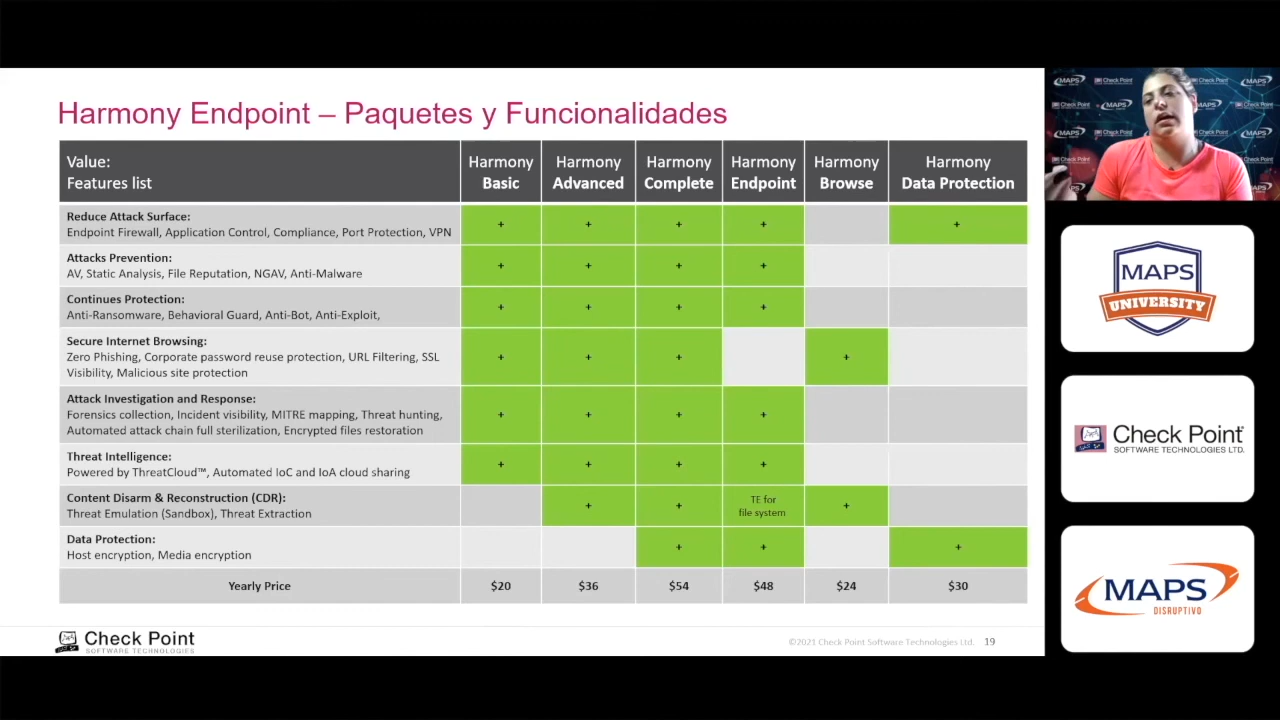 Harmony Endpoint – Paquetes y Funcionalidades
Value:
Features list
Harmony
Basic
Harmony
Advanced
Harmony
Complete
Harmony
Endpoint
Harmony
Browse
Harmony
Data Protection
Reduce Attack Surface:
Endpoint Firewall, Application Control, Compliance, Port Protection, VPN
+ + + + +
Attacks Prevention:
AV, Static Analysis, File Reputation, NGAV, Anti-Malware
+ + + +
Continues Protection:
Anti-Ransomware, Behavioral Guard, Anti-Bot, Anti-Exploit,
+ + + +
Secure Internet Browsing:
Zero Phishing, Corporate password reuse protection, URL Filtering, SSL
Visibility, Malicious site protection
+ + + +
Attack Investigation and Response:
Forensics collection, Incident visibility, MITRE mapping, Threat hunting,
Automated attack chain full sterilization, Encrypted files restoration
+ + + +
Threat Intelligence:
Powered by ThreatCloud™, Automated IoC and IoA cloud sharing
+ + + +
Content Disarm & Reconstruction (CDR):
Threat Emulation (Sandbox), Threat Extraction
+ + TE for
file system +
Data Protection:
Host encryption, Media encryption
+ + +
Yearly Price $20 $36 $54 $48 $24 $30
Check Point
SOFTWARE TECHNOLOGIES
©2021 Check Point Software Technologies Ltd. 19
MAPS
Check Point
MAPS
UNIVERSITY
Check Point
SOFTWARE TECHNOLOGIES LTD.
MAPS
DISRUPTIVO